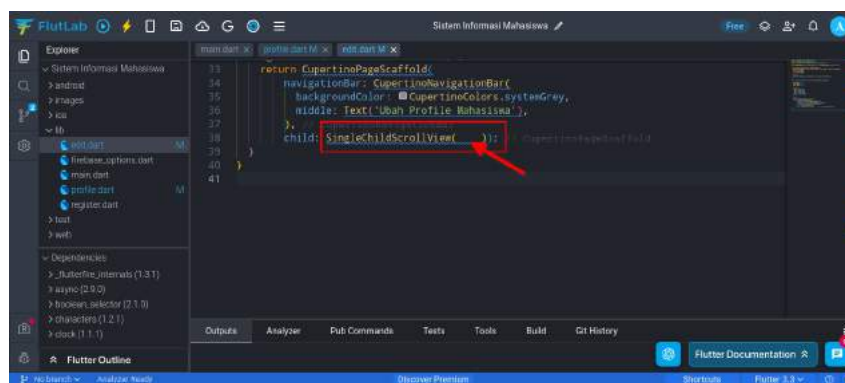 FlutLab
Sistem Informasi Mahasiswa
Free
Explorer
main.dart x
profile.dart M x
edit.dart M x
Sistem Informasi Mahasiswa
> android
> images
> ios
lib
edit.dart M
firebase_options.dart
main.dart
profile.dart M
register.dart
> test
> web
Dependencies
> _flutterfire_internals (1.3.1)
> async (2.9.0)
> boolean_selector (2.1.0)
> characters (1.2.1)
> clock (1.1.1)
Flutter Outline
33 return CupertinoPageScaffold(
34 navigationBar: CupertinoNavigationBar(
35 backgroundColor: CupertinoColors.systemGrey,
36 middle: Text('Ubah Profile Mahasiswa'),
37 ), // CupertinoNavigationBar
38 child: SingleChildScrollView( )); // CupertinoPageScaffold
39 }
40 }
41
Outputs Analyzer Pub Commands Tests Tools Build Git History
Flutter Documentation
No branch Analyzer Ready Discover Premium Shortcuts Flutter 3.3